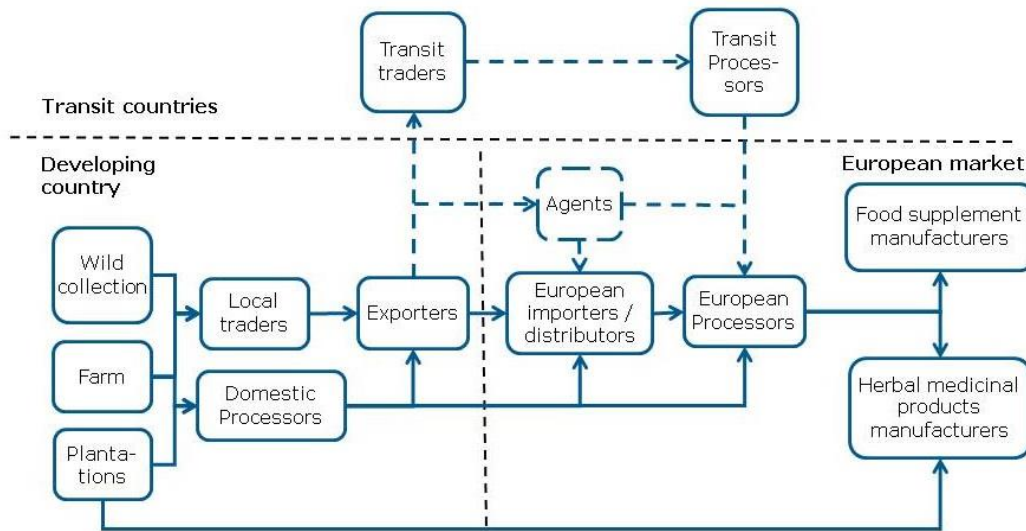 Transit
traders
Transit
Proces-
sors
Transit countries
Developing
country
European market
Agents
Food supplement
manufacturers
Wild
collection
Local
traders
Exporters
European
importers /
distributors
European
Processors
Farm
Domestic
Processors
Herbal medicinal
products
manufacturers
Planta-
tions